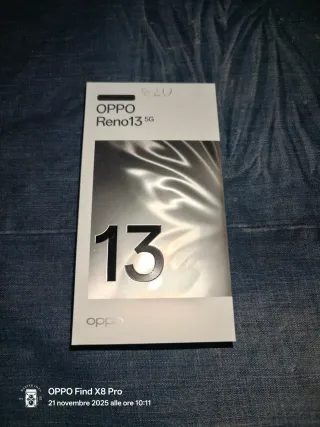 OPPO
Reno13 5G
13
oppo
OPPO Find X8 Pro
21 novembre 2025 alle ore 10:11